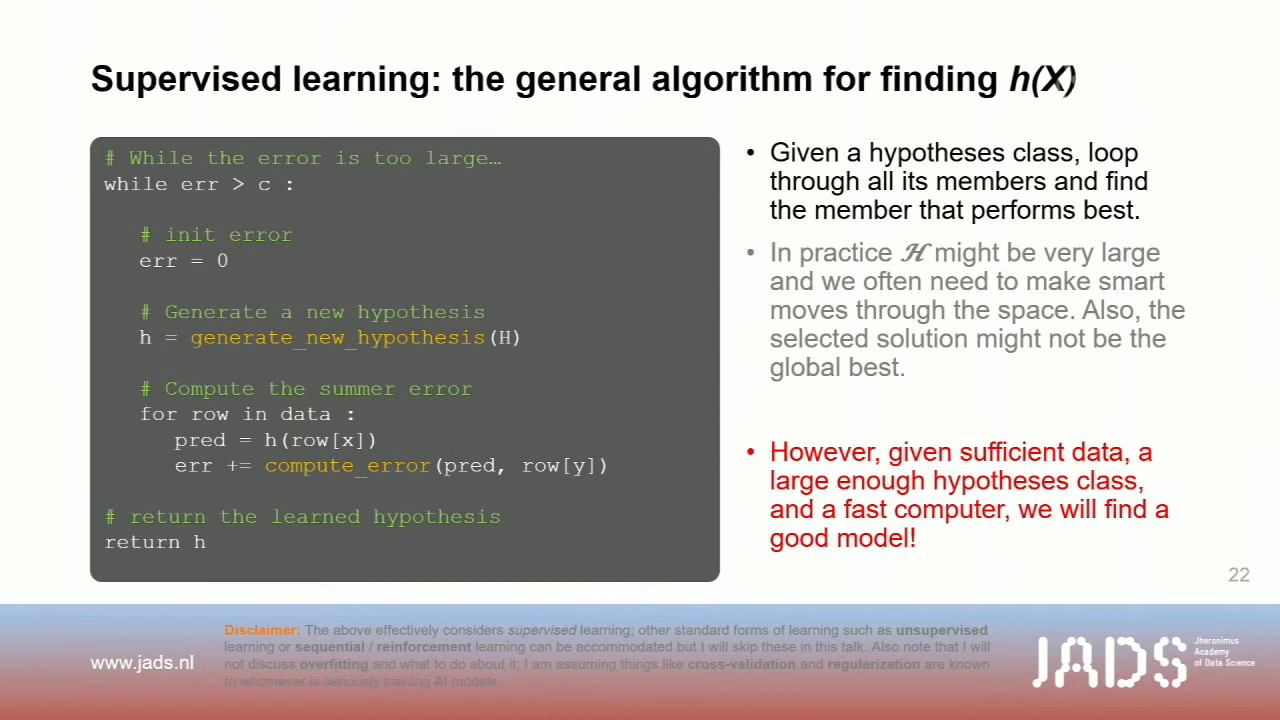 Supervised learning: the general algorithm for finding h(X)
# While the error is too large…
while err > c :
# init error
err = 0
# Generate a new hypothesis
h = generate_new_hypothesis(H)
# Compute the summer error
for row in data :
pred = h(row[x])
err += compute_error(pred, row[y])
# return the learned hypothesis
return h
• Given a hypotheses class, loop
through all its members and find
the member that performs best.
• In practice ℋ might be very large
and we often need to make smart
moves through the space. Also, the
selected solution might not be the
global best.
• However, given sufficient data, a
large enough hypotheses class,
and a fast computer, we will find a
good model!
22
www.jads.nl
Disclaimer: The above effectively considers supervised learning; other standard forms of learning such as unsupervised
learning or sequential / reinforcement learning can be accommodated but I will skip these in this talk. Also note that I will
not discuss overfitting and what to do about it; I am assuming things like cross-validation and regularization are known
to whomever is seriously training AI models.
JADS
Jheronimus
Academy
of Data Science